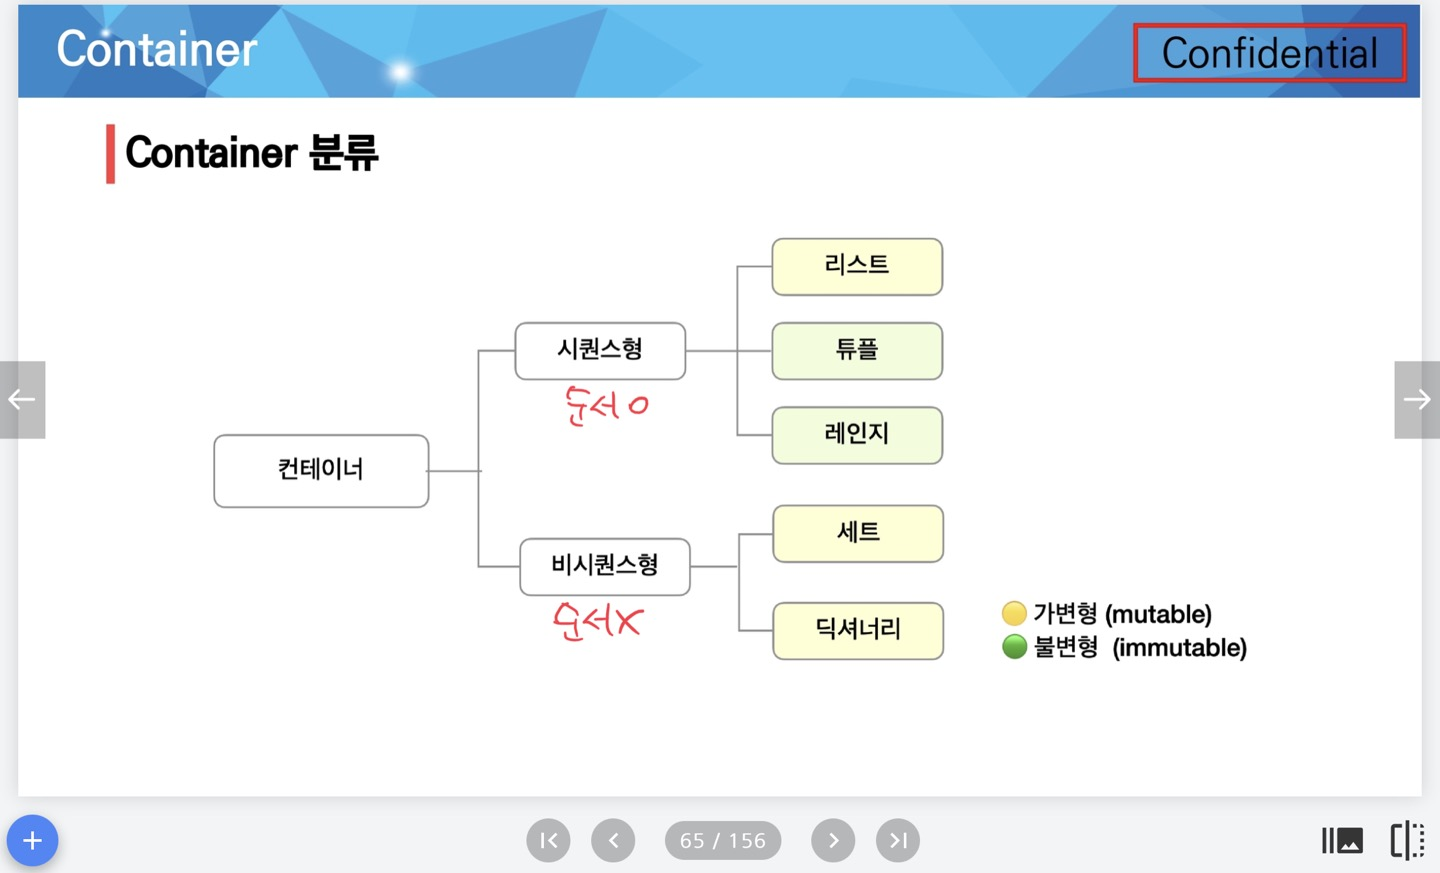 Container
Confidential
Container 분류
리스트
시퀀스형
튜플
순서 O
레인지
컨테이너
세트
비시퀀스형
순서X
딕셔너리
가변형 (mutable)
불변형 (immutable)
65 / 156